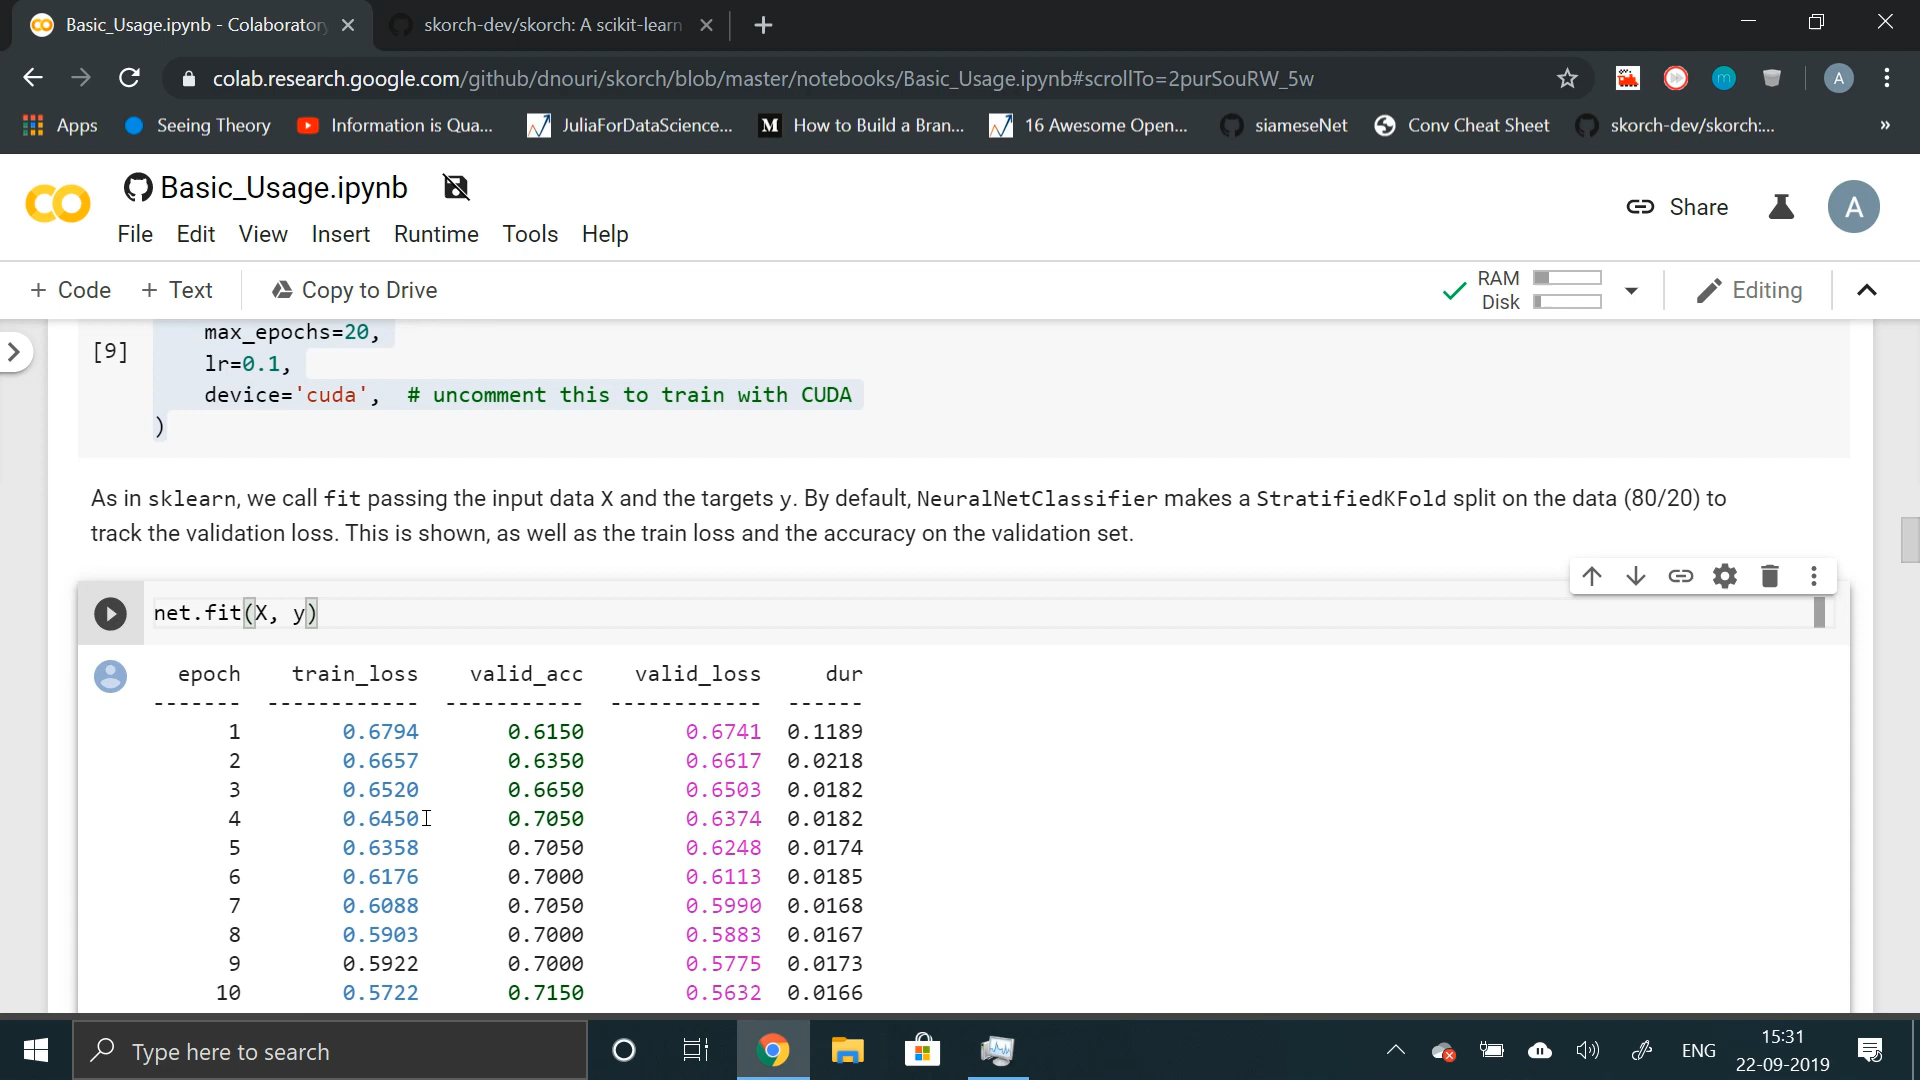 Basic_Usage.ipynb - Colaboratory
skorch-dev/skorch: A scikit-learn
colab.research.google.com/github/dnouri/skorch/blob/master/notebooks/Basic_Usage.ipynb#scrollTo=2purSouRW_5w
A
Apps
Seeing Theory
Information is Qua...
JuliaForDataScience...
M How to Build a Bran...
16 Awesome Open...
siameseNet
Conv Cheat Sheet
skorch-dev/skorch:...
»
Basic_Usage.ipynb
File Edit View Insert Runtime Tools Help
Share
A
+ Code + Text
Copy to Drive
RAM
Disk
Editing
[9]
max_epochs=20,
lr=0.1,
device='cuda',  # uncomment this to train with CUDA
)
As in sklearn, we call fit passing the input data X and the targets y. By default, NeuralNetClassifier makes a StratifiedKFold split on the data (80/20) to
track the validation loss. This is shown, as well as the train loss and the accuracy on the validation set.
net.fit(X, y)
epoch train_loss valid_acc valid_loss dur
------- ------------ ----------- ------------ ------
1 0.6794 0.6150 0.6741 0.1189
2 0.6657 0.6350 0.6617 0.0218
3 0.6520 0.6650 0.6503 0.0182
4 0.6450 0.7050 0.6374 0.0182
5 0.6358 0.7050 0.6248 0.0174
6 0.6176 0.7000 0.6113 0.0185
7 0.6088 0.7050 0.5990 0.0168
8 0.5903 0.7000 0.5883 0.0167
9 0.5922 0.7000 0.5775 0.0173
10 0.5722 0.7150 0.5632 0.0166
Type here to search
ENG
15:31
22-09-2019